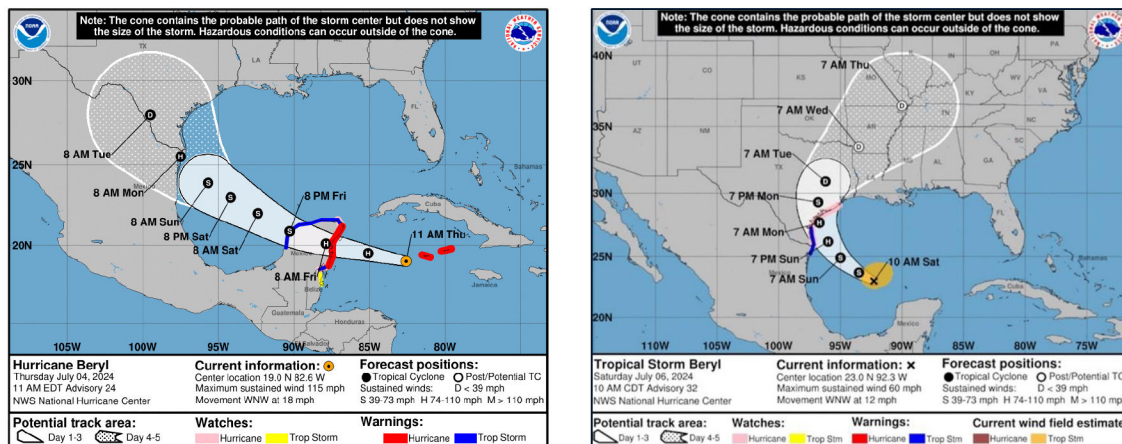 Note: The cone contains the probable path of the storm center but does not show
the size of the storm. Hazardous conditions can occur outside of the cone.
NOAA
TX
LA
FL
30N
8 AM Tue
25N
8 AM Mon
Mexico
Bahamas
8 PM Fri
8 AM Sun
Cuba
8 PM Sat
11 AM Thu
20N
8 AM Sat
Mexico
8 AM Fri
Belize
Jamaica
Guatemala
Honduras
15N
El Salvador
105W
100W
95W
90W
85W
80W
75W
Hurricane Beryl
Thursday July 04, 2024
11 AM EDT Advisory 24
NWS National Hurricane Center
Current information:
Center location 19.0 N 82.6 W
Maximum sustained wind 115 mph
Movement WNW at 18 mph
Forecast positions:
Tropical Cyclone Post/Potential TC
Sustained winds: D < 39 mph
S 39-73 mph H 74-110 mph M > 110 mph
Potential track area:
Day 1-3 Day 4-5
Watches:
Hurricane Trop Storm
Warnings:
Hurricane Trop Storm
Note: The cone contains the probable path of the storm center but does not show
the size of the storm. Hazardous conditions can occur outside of the cone.
NOAA
PA
UT
CO
KS
MO
WV
VA
KY
7 AM Thu
NC
TN
7 AM Wed
OK
AR
35N
AZ
NM
SC
MS
AL
GA
7 AM Tue
LA
30N
7 PM Mon
FL
7 AM Mon
7 PM Sun
10 AM Sat
25N
Mexico
7 AM Sun
Bahamas
Cuba
20N
Mexico
110W
105W
100W
95W
90W
85W
80W
75W
Tropical Storm Beryl
Saturday July 06, 2024
10 AM CDT Advisory 32
NWS National Hurricane Center
Current information: x
Center location 23.0 N 92.3 W
Maximum sustained wind 60 mph
Movement WNW at 12 mph
Forecast positions:
Tropical Cyclone Post/Potential TC
Sustained winds: D < 39 mph
S 39-73 mph H 74-110 mph M > 110 mph
Potential track area:
Day 1-3 Day 4-5
Watches:
Hurricane Trop Stm
Warnings:
Hurricane Trop Stm
Current wind field estimate
Hurricane Trop Stm